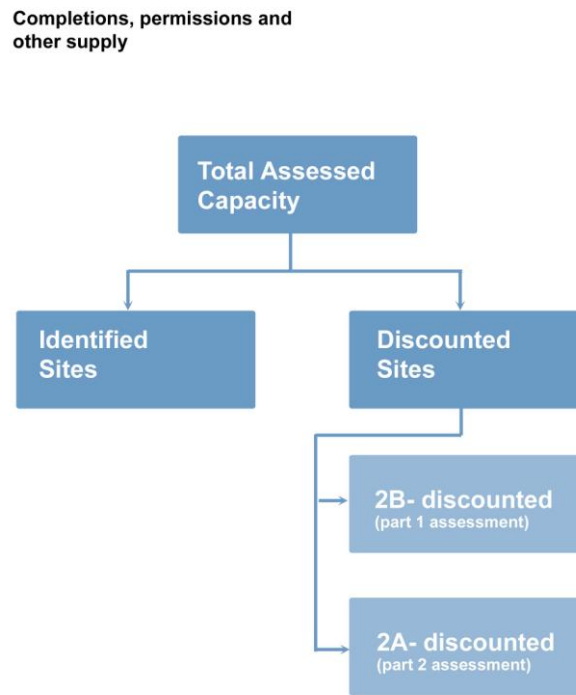 Completions, permissions and
other supply
Total Assessed
Capacity
Identified
Sites
Discounted
Sites
2B- discounted
(part 1 assessment)
2A- discounted
(part 2 assessment)